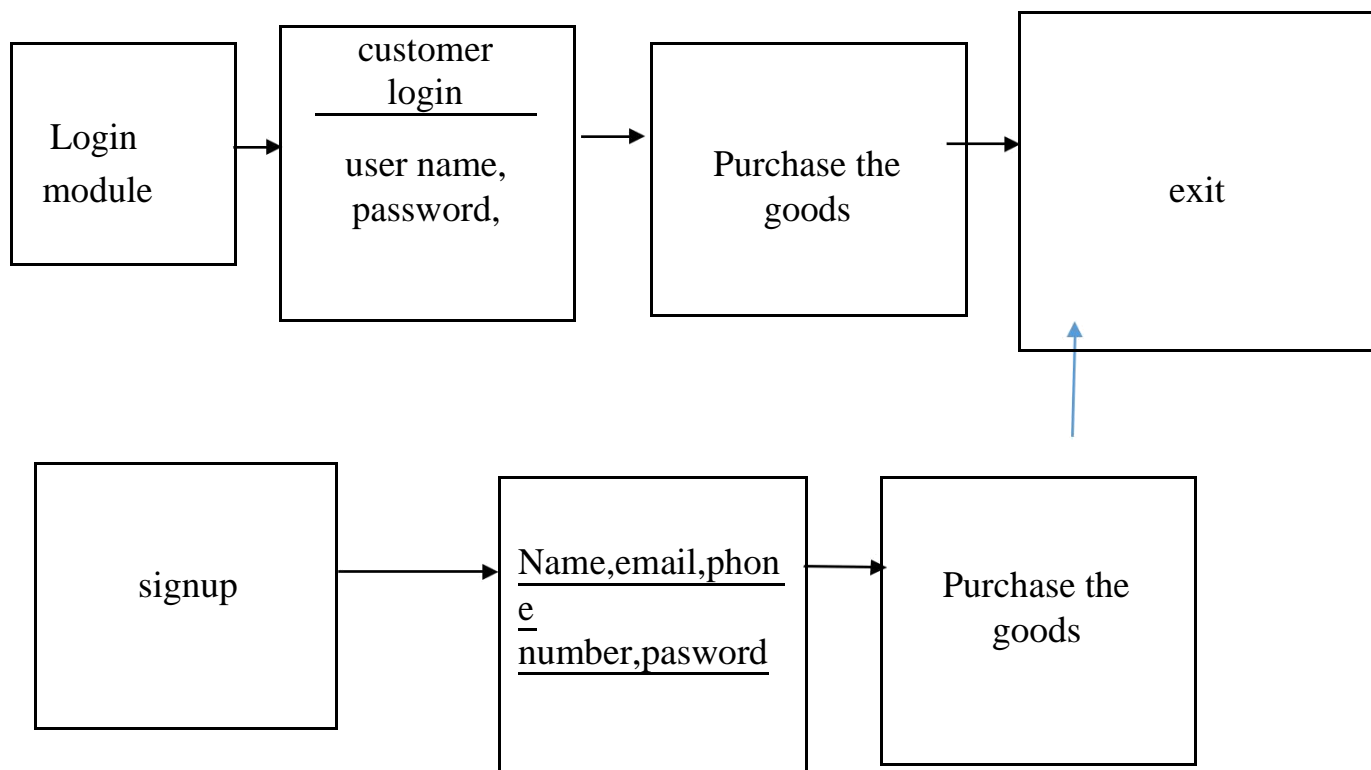 Login
module
customer
login
user name,
password,
Purchase the
goods
exit
signup
Name,email,phon
e
number,pasword
Purchase the
goods